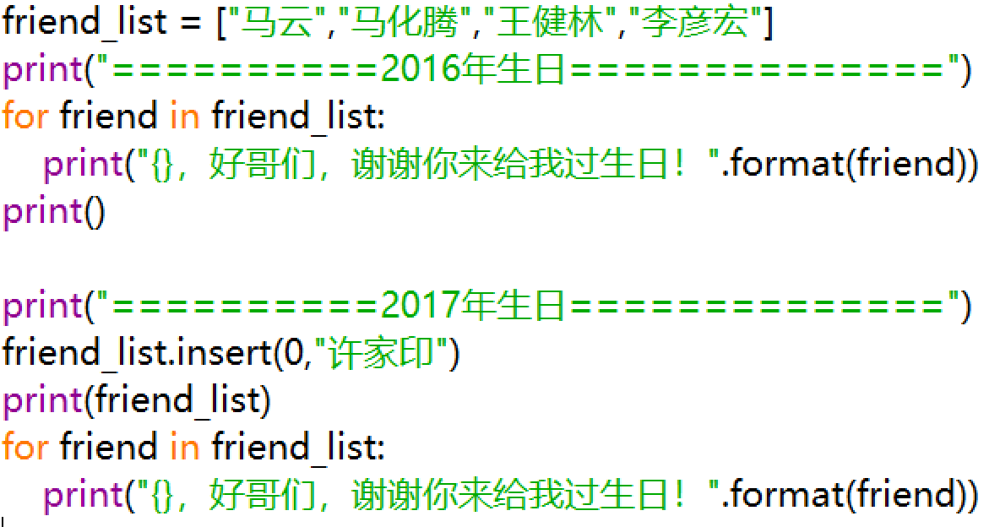 friend_list = ["马云","马化腾","王健林","李彦宏"]
print("==========2016年生日==============")
for friend in friend_list:
    print("{}，好哥们，谢谢你来给我过生日！".format(friend))
print()
print("==========2017年生日==============")
friend_list.insert(0,"许家印")
print(friend_list)
for friend in friend_list:
    print("{}，好哥们，谢谢你来给我过生日！".format(friend))